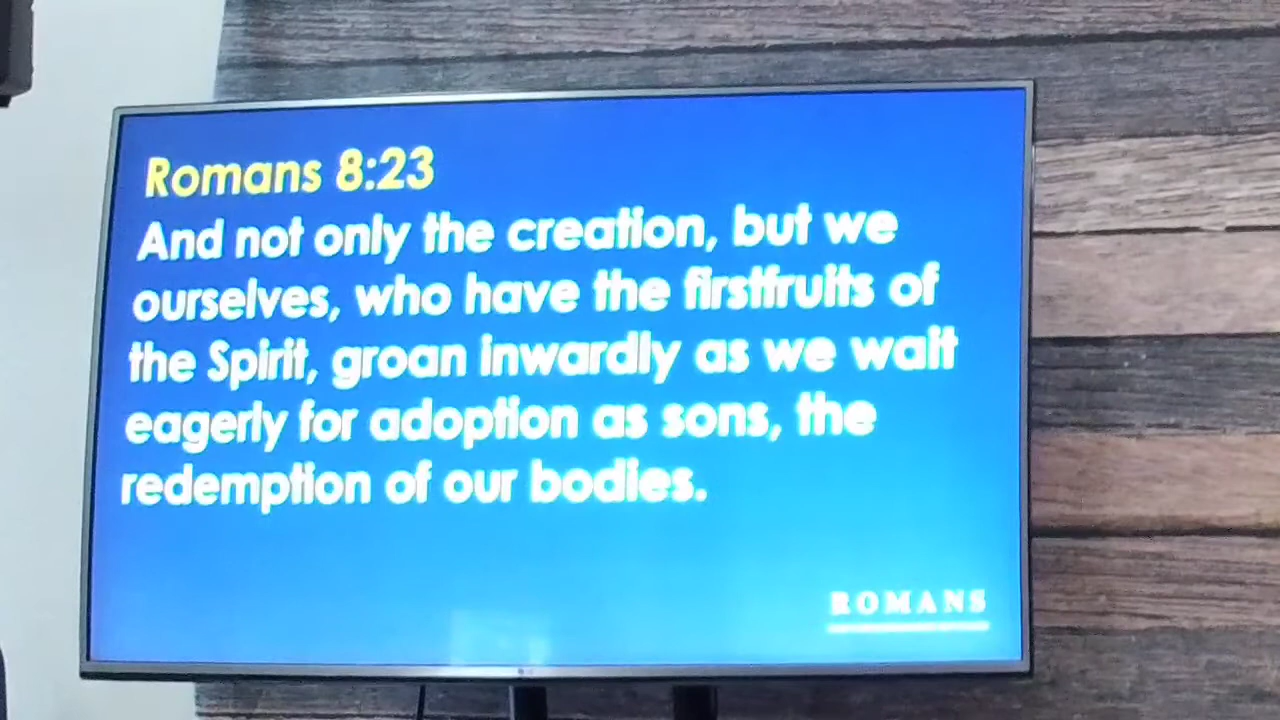 Romans 8:23
And not only the creation, but we
ourselves, who have the firstfruits of
the Spirit, groan inwardly as we wait
eagerly for adoption as sons, the
redemption of our bodies.
ROMANS